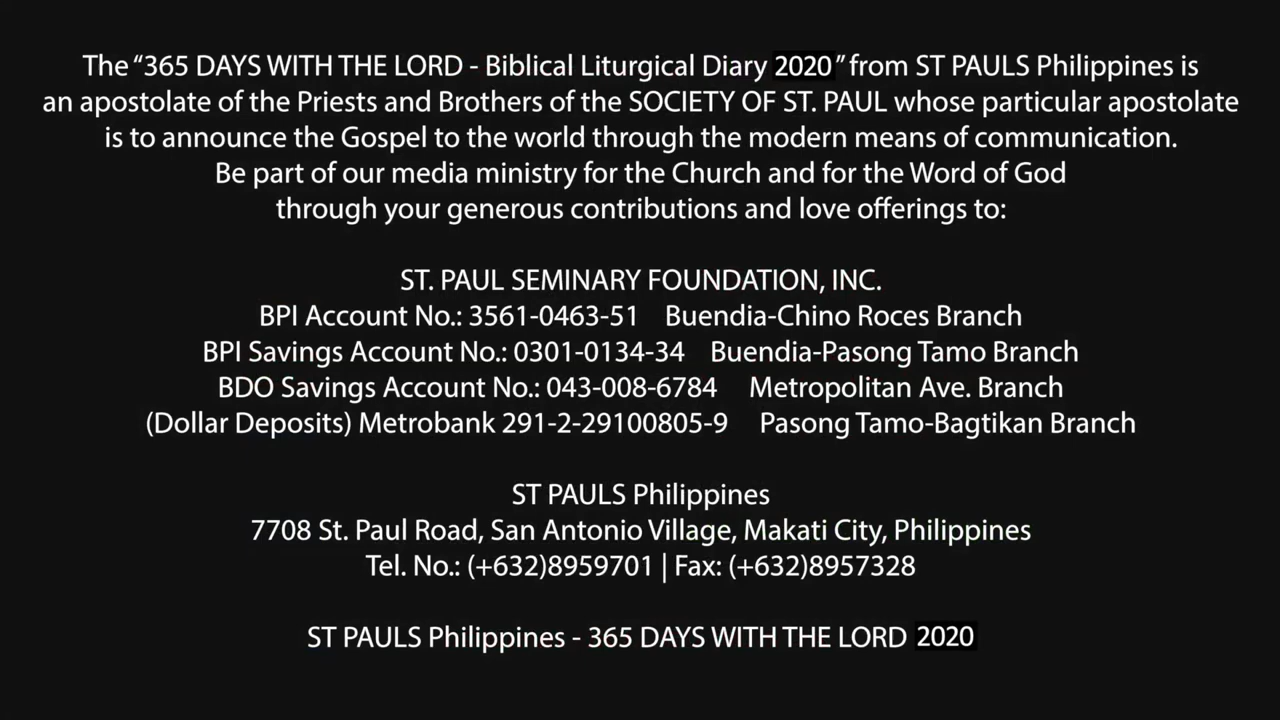 The “365 DAYS WITH THE LORD - Biblical Liturgical Diary 2020” from ST PAULS Philippines is
an apostolate of the Priests and Brothers of the SOCIETY OF ST. PAUL whose particular apostolate
is to announce the Gospel to the world through the modern means of communication.
Be part of our media ministry for the Church and for the Word of God
through your generous contributions and love offerings to:
ST. PAUL SEMINARY FOUNDATION, INC.
BPI Account No.: 3561-0463-51 Buendia-Chino Roces Branch
BPI Savings Account No.: 0301-0134-34 Buendia-Pasong Tamo Branch
BDO Savings Account No.: 043-008-6784 Metropolitan Ave. Branch
(Dollar Deposits) Metrobank 291-2-29100805-9 Pasong Tamo-Bagtikan Branch
ST PAULS Philippines
7708 St. Paul Road, San Antonio Village, Makati City, Philippines
Tel. No.: (+632)8959701 | Fax: (+632)8957328
ST PAULS Philippines - 365 DAYS WITH THE LORD 2020